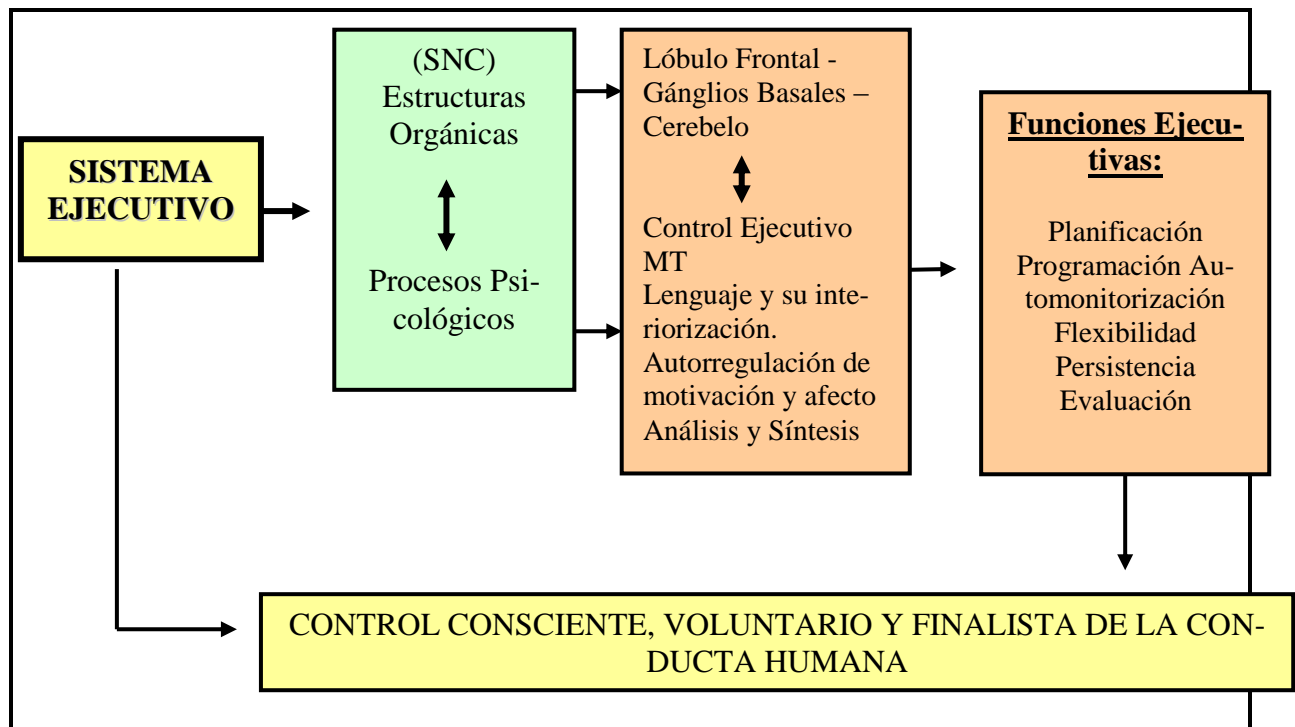 SISTEMA
EJECUTIVO
(SNC)
Estructuras
Orgánicas
Procesos Psi-
cológicos
Lóbulo Frontal -
Gánglios Basales –
Cerebelo
Control Ejecutivo
MT
Lenguaje y su inte-
riorización.
Autorregulación de
motivación y afecto
Análisis y Síntesis
Funciones Ejecu-
tivas:
Planificación
Programación Au-
tomonitorización
Flexibilidad
Persistencia
Evaluación
CONTROL CONSCIENTE, VOLUNTARIO Y FINALISTA DE LA CON-
DUCTA HUMANA